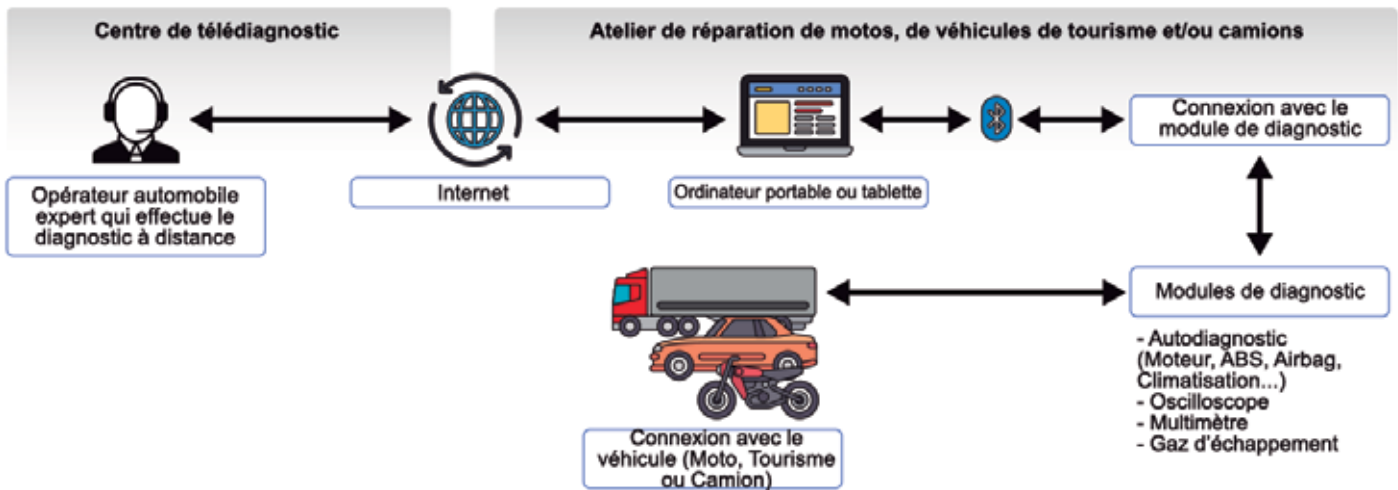 Centre de télédiagnostic
Atelier de réparation de motos, de véhicules de tourisme et/ou camions
Opérateur automobile
expert qui effectue le
diagnostic à distance
Internet
Ordinateur portable ou tablette
Connexion avec le
module de diagnostic
Modules de diagnostic
- Autodiagnostic
(Moteur, ABS, Airbag,
Climatisation...)
- Oscilloscope
- Multimètre
- Gaz d'échappement
Connexion avec le
véhicule (Moto, Tourisme
ou Camion)